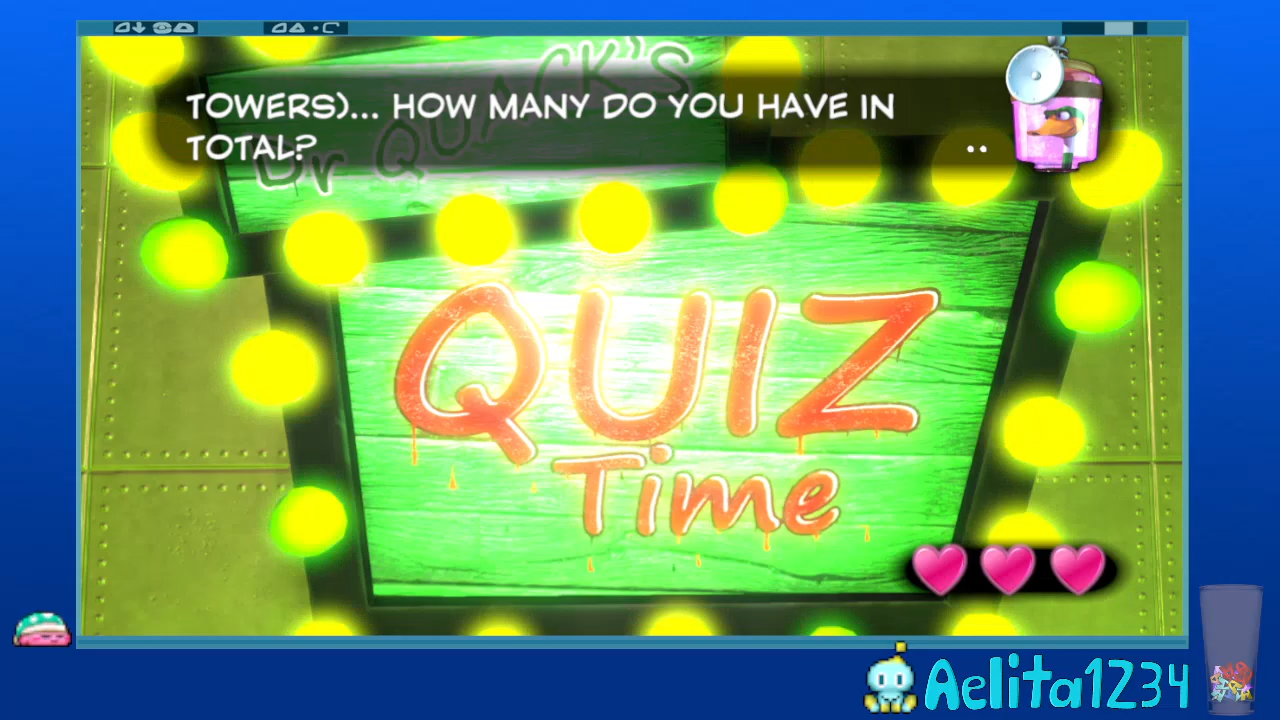 Dr QUACK'S
TOWERS)... HOW MANY DO YOU HAVE IN
TOTAL?
QUIZ
Time
Aelita1234